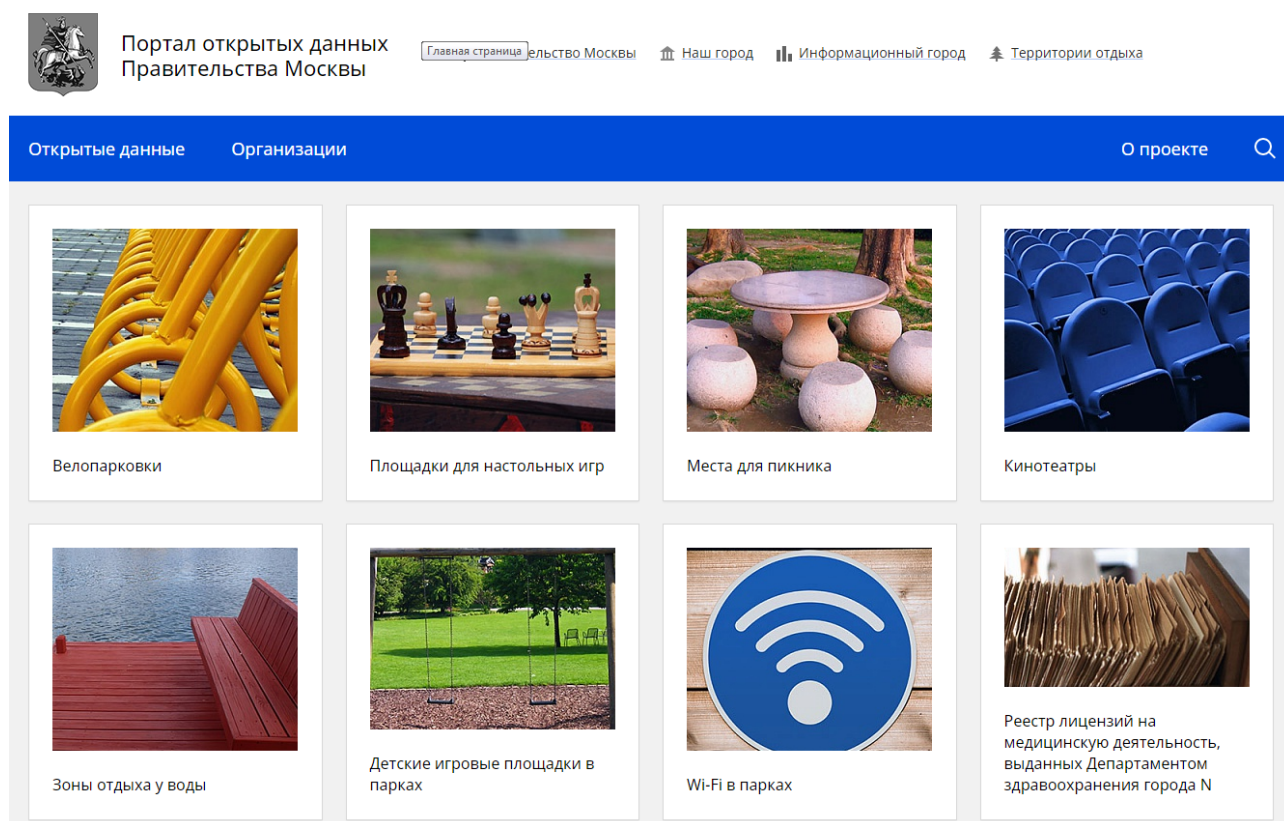 Портал открытых данных
Правительства Москвы
Главная страница
ельство Москвы
Наш город
Информационный город
Территории отдыха
Открытые данные
Организации
О проекте
Велопарковки
Площадки для настольных игр
Места для пикника
Кинотеатры
Зоны отдыха у воды
Детские игровые площадки в
парках
Wi-Fi в парках
Реестр лицензий на
медицинскую деятельность,
выданных Департаментом
здравоохранения города N